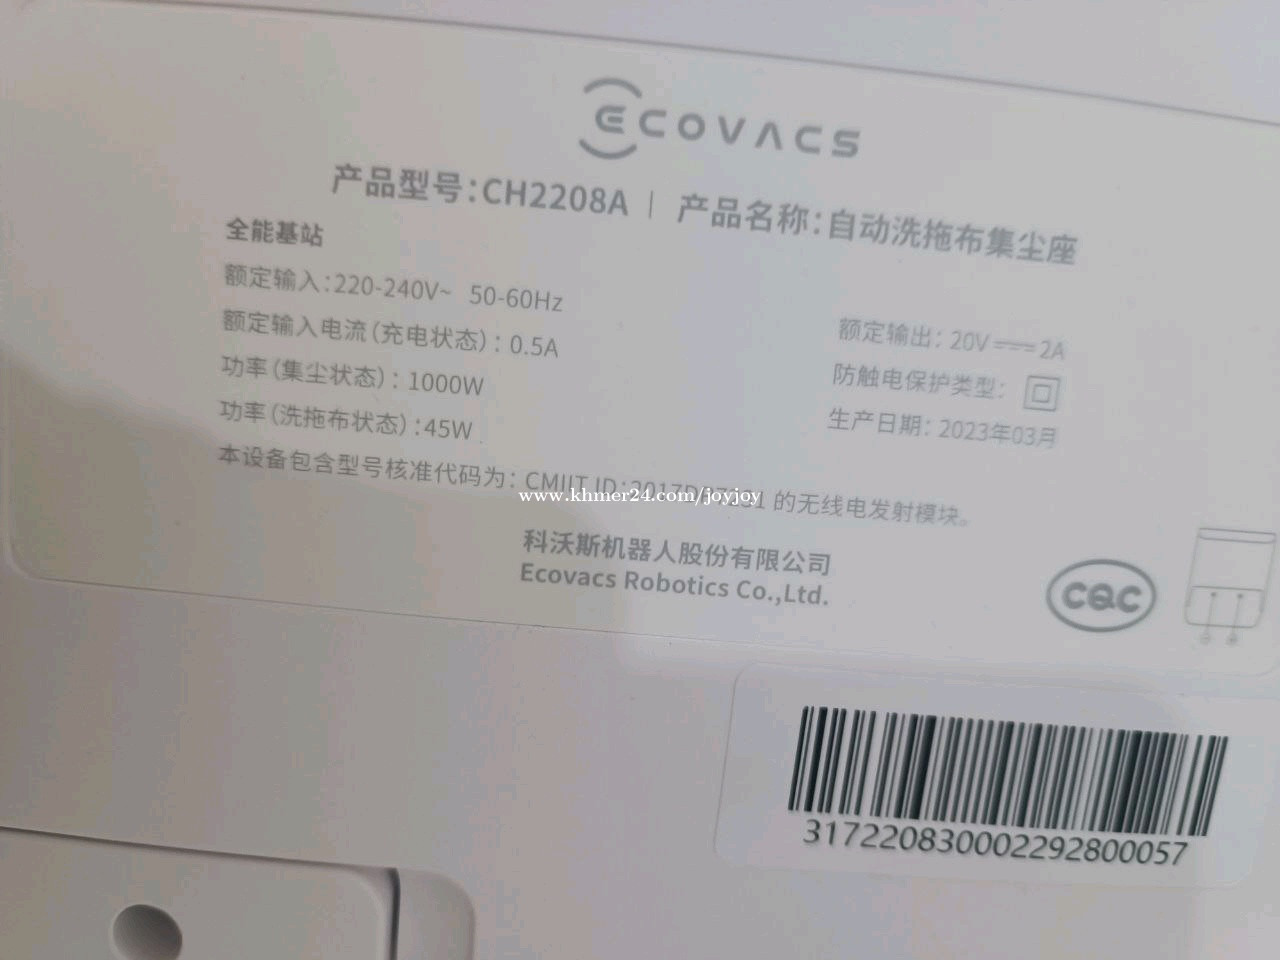 ECOVACS
产品型号:CH2208A | 产品名称:自动洗拖布集尘座
全能基站
额定输入:220-240V~ 50-60Hz
额定输入电流(充电状态): 0.5A
功率(集尘状态): 1000W
功率(洗拖布状态):45W
额定输出: 20V⎓2A
防触电保护类型:
生产日期: 2023年03月
本设备包含型号核准代码为: CMIIT ID: 的无线电发射模块。
www.khmer24.com/joyjoy
科沃斯机器人股份有限公司
Ecovacs Robotics Co.,Ltd.
CQC
317220830002292800057